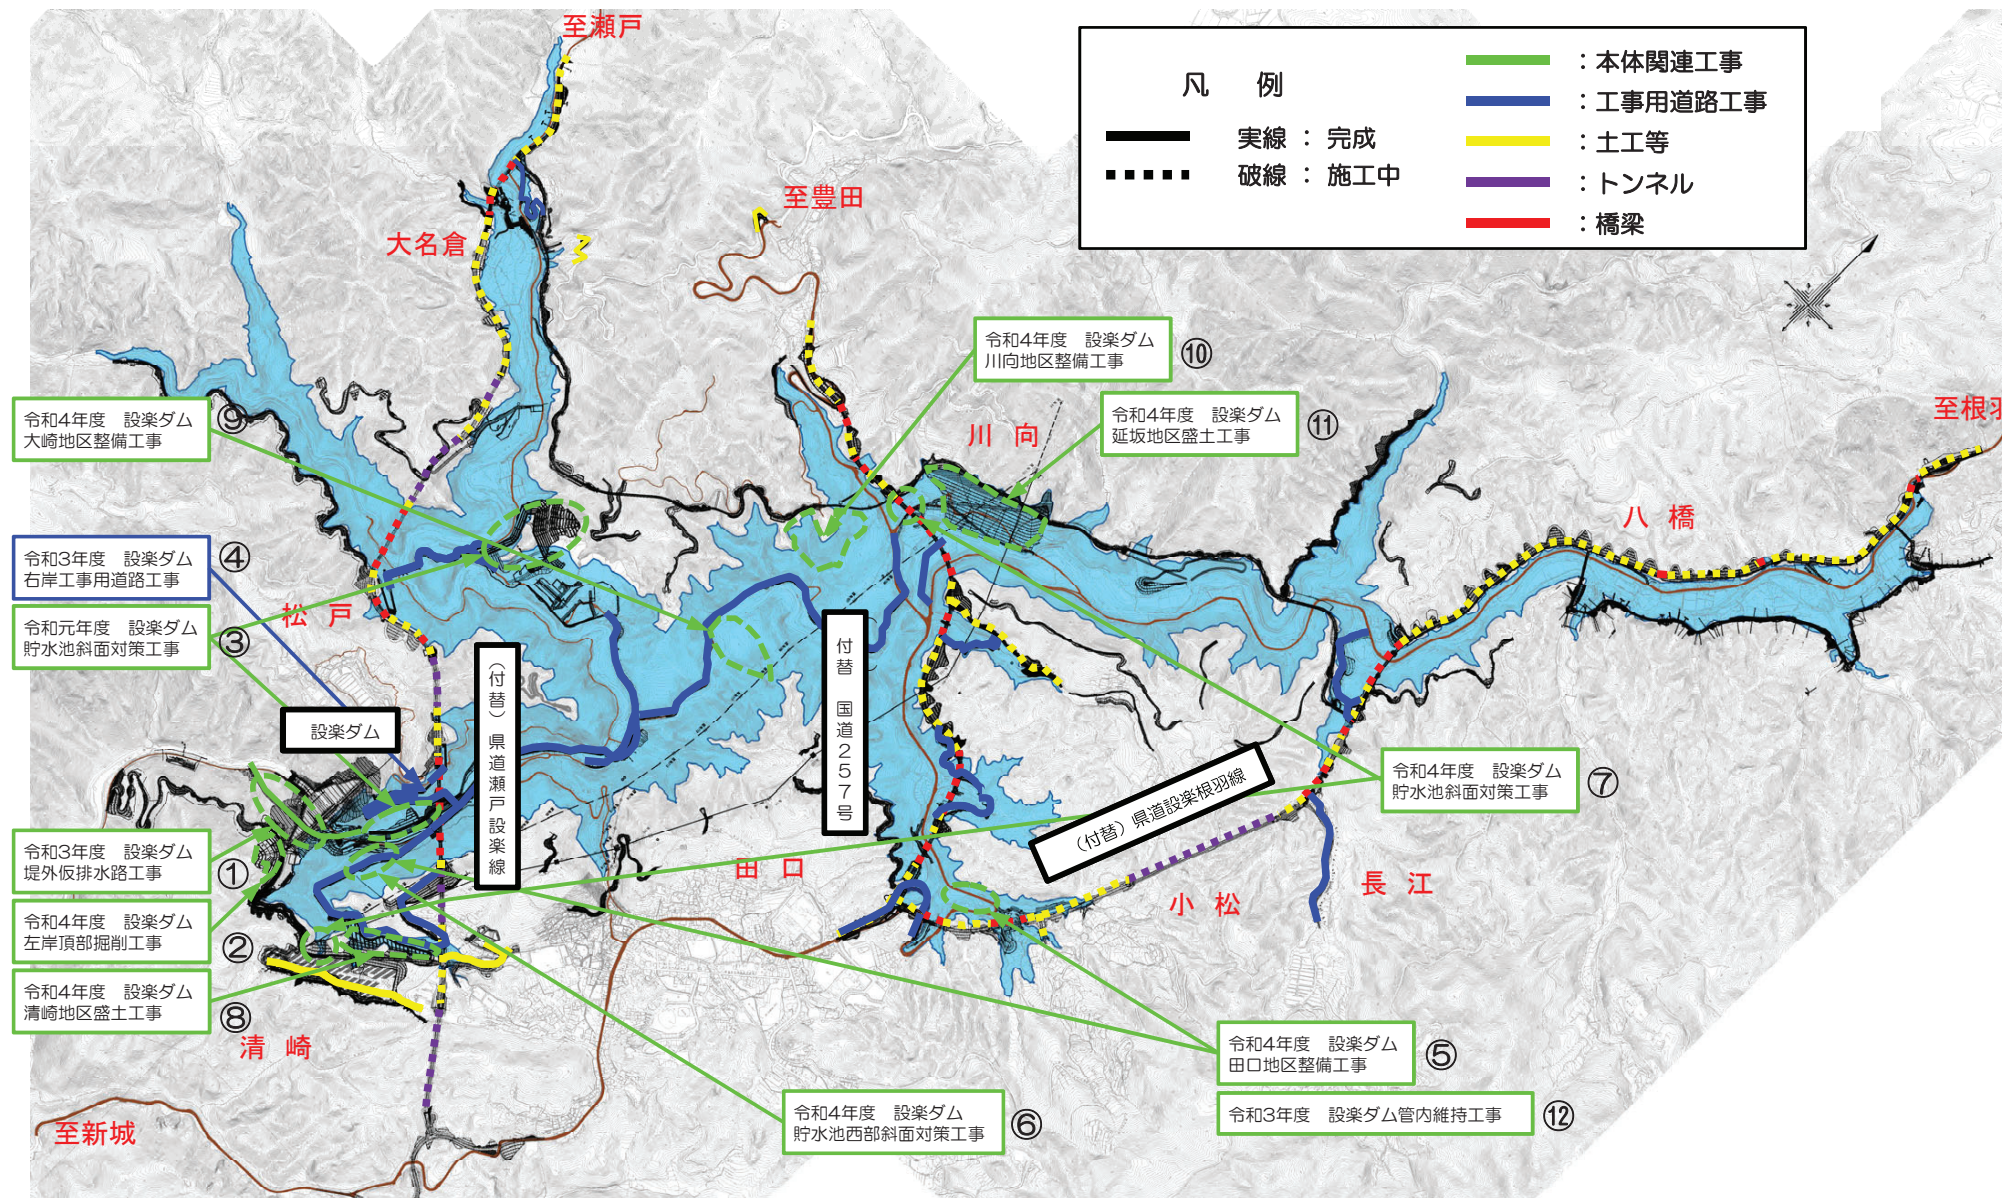 至瀬戸
凡 例
実線 : 完成
破線 : 施工中
: 本体関連工事
: 工事用道路工事
: 土工等
: トンネル
: 橋梁
至豊田
大名倉
令和4年度 設楽ダム
川向地区整備工事
⑩
令和4年度 設楽ダム
延坂地区盛土工事
⑪
川 向
至根羽
令和4年度 設楽ダム
大崎地区整備工事
⑨
八 橋
令和3年度 設楽ダム
右岸工事用道路工事
④
令和元年度 設楽ダム
貯水池斜面対策工事
③
松 戸
(付替)県道瀬戸設楽線
付替 国道257号
設楽ダム
(付替)県道設楽根羽線
令和4年度 設楽ダム
貯水池斜面対策工事
⑦
令和3年度 設楽ダム
堤外仮排水路工事
①
田 口
小 松
長 江
令和4年度 設楽ダム
左岸頂部掘削工事
②
令和4年度 設楽ダム
清崎地区盛土工事
⑧
清 崎
令和4年度 設楽ダム
田口地区整備工事
⑤
令和4年度 設楽ダム
貯水池西部斜面対策工事
⑥
令和3年度 設楽ダム管内維持工事
⑫
至新城